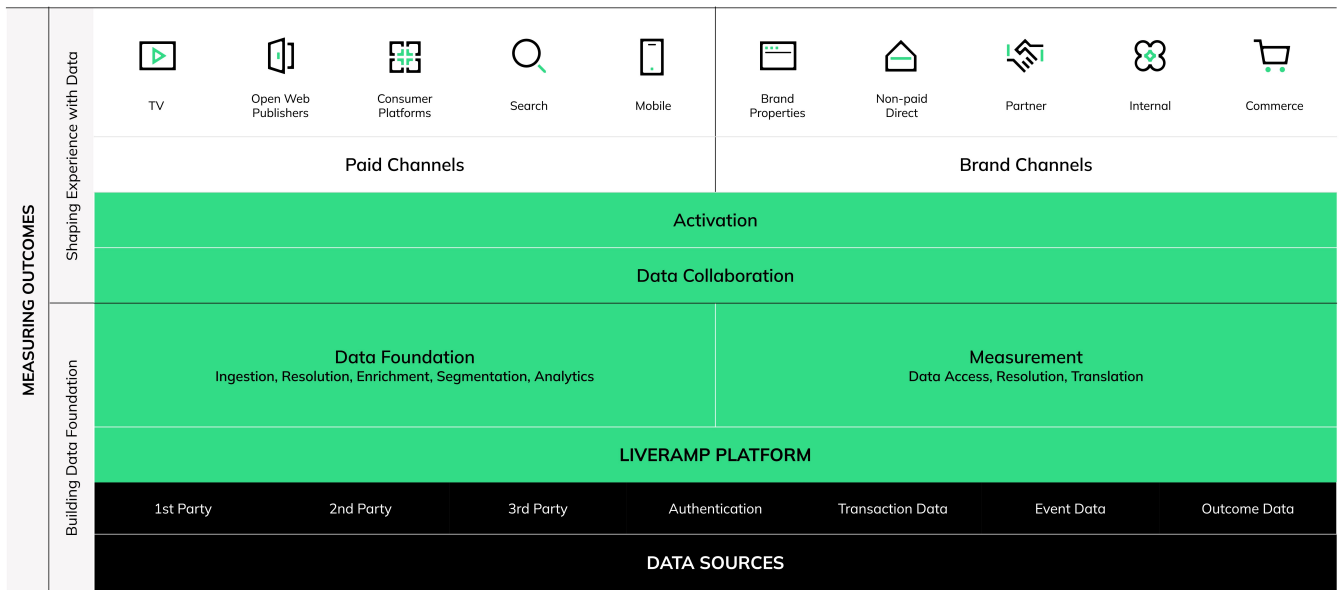 MEASURING OUTCOMES
Shaping Experience with Data
TV
Open Web
Publishers
Consumer
Platforms
Search
Mobile
Brand
Properties
Non-paid
Direct
Partner
Internal
Commerce
Paid Channels
Brand Channels
Activation
Data Collaboration
Building Data Foundation
Data Foundation
Ingestion, Resolution, Enrichment, Segmentation, Analytics
Measurement
Data Access, Resolution, Translation
LIVERAMP PLATFORM
1st Party
2nd Party
3rd Party
Authentication
Transaction Data
Event Data
Outcome Data
DATA SOURCES